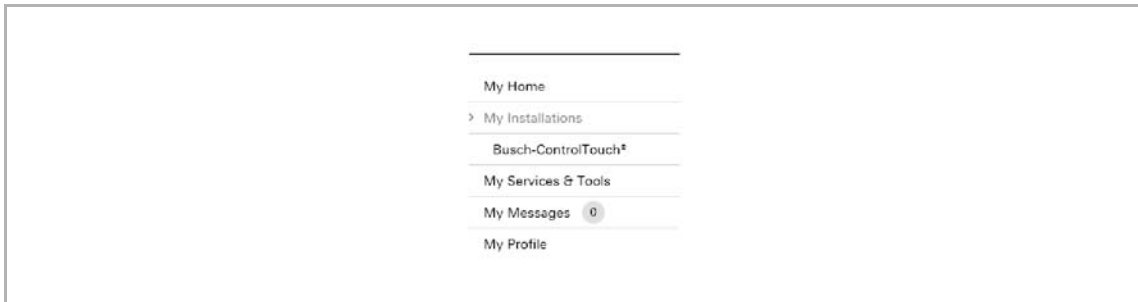 My Home
> My Installations
Busch-ControlTouch®
My Services & Tools
My Messages 0
My Profile